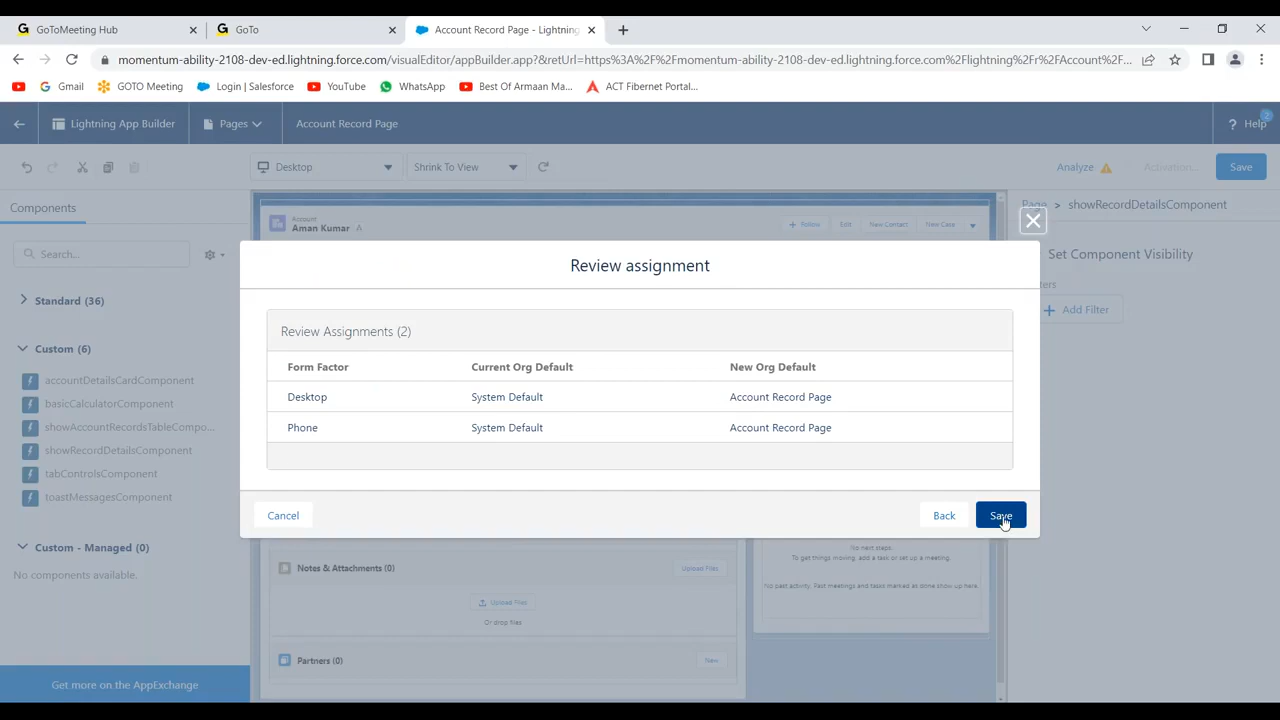 GoToMeeting Hub
GoTo
Account Record Page - Lightning
momentum-ability-2108-dev-ed.lightning.force.com/visualEditor/appBuilder.app?&retUrl=https%3A%2F%2Fmomentum-ability-2108-dev-ed.lightning.force.com%2Flightning%2Fr%2FAccount%2F...
Gmail
GOTO Meeting
Login | Salesforce
YouTube
WhatsApp
Best Of Armaan Ma...
ACT Fibernet Portal...
Lightning App Builder
Pages
Account Record Page
? Help
2
Desktop
Shrink To View
Analyze
Activation...
Save
Components
Page > showRecordDetailsComponent
Account
Aman Kumar
+ Follow
Edit
New Contact
New Case
Search...
Set Component Visibility
Review assignment
Standard (36)
Add Filter
Review Assignments (2)
Custom (6)
Form Factor
Current Org Default
New Org Default
accountDetailsCardComponent
Desktop
System Default
Account Record Page
basicCalculatorComponent
showAccountRecordsTableCompo...
Phone
System Default
Account Record Page
showRecordDetailsComponent
tabControlsComponent
toastMessagesComponent
Cancel
Back
Save
Custom - Managed (0)
No components available.
No next steps.
To get things moving, add a task or set up a meeting.
Notes & Attachments (0)
Upload Files
No past activity. Past meetings and tasks marked as done show up here.
Upload Files
Or drop files
Partners (0)
New
Get more on the AppExchange